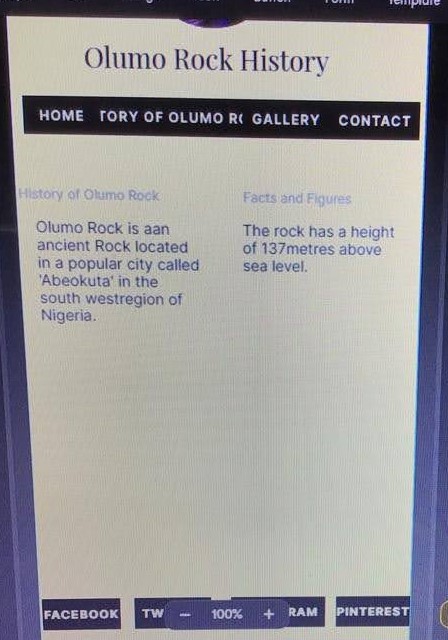 Template
Olumo Rock History
HOME TORY OF OLUMO R GALLERY CONTACT
History of Olumo Rock
Olumo Rock is aan
ancient Rock located
in a popular city called
'Abeokuta' in the
south westregion of
Nigeria.
Facts and Figures
The rock has a height
of 137metres above
sea level.
FACEBOOK TW − 100% + RAM PINTEREST